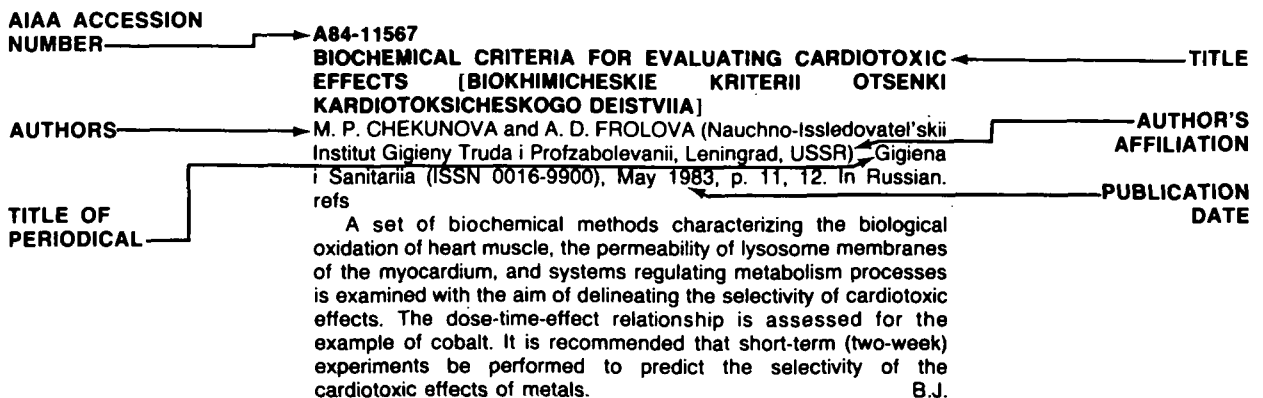 AIAA ACCESSION
NUMBER
A84-11567
BIOCHEMICAL CRITERIA FOR EVALUATING CARDIOTOXIC
EFFECTS [BIOKHIMICHESKIE KRITERII OTSENKI
KARDIOTOKSICHESKOGO DEISTVIIA]
TITLE
AUTHORS
M. P. CHEKUNOVA and A. D. FROLOVA (Nauchno-Issledovatel'skii
Institut Gigieny Truda i Profzabolevanii, Leningrad, USSR) Gigiena
i Sanitariia (ISSN 0016-9900), May 1983, p. 11, 12. In Russian.
refs
AUTHOR'S
AFFILIATION
PUBLICATION
DATE
TITLE OF
PERIODICAL
A set of biochemical methods characterizing the biological
oxidation of heart muscle, the permeability of lysosome membranes
of the myocardium, and systems regulating metabolism processes
is examined with the aim of delineating the selectivity of cardiotoxic
effects. The dose-time-effect relationship is assessed for the
example of cobalt. It is recommended that short-term (two-week)
experiments be performed to predict the selectivity of the
cardiotoxic effects of metals. B.J.